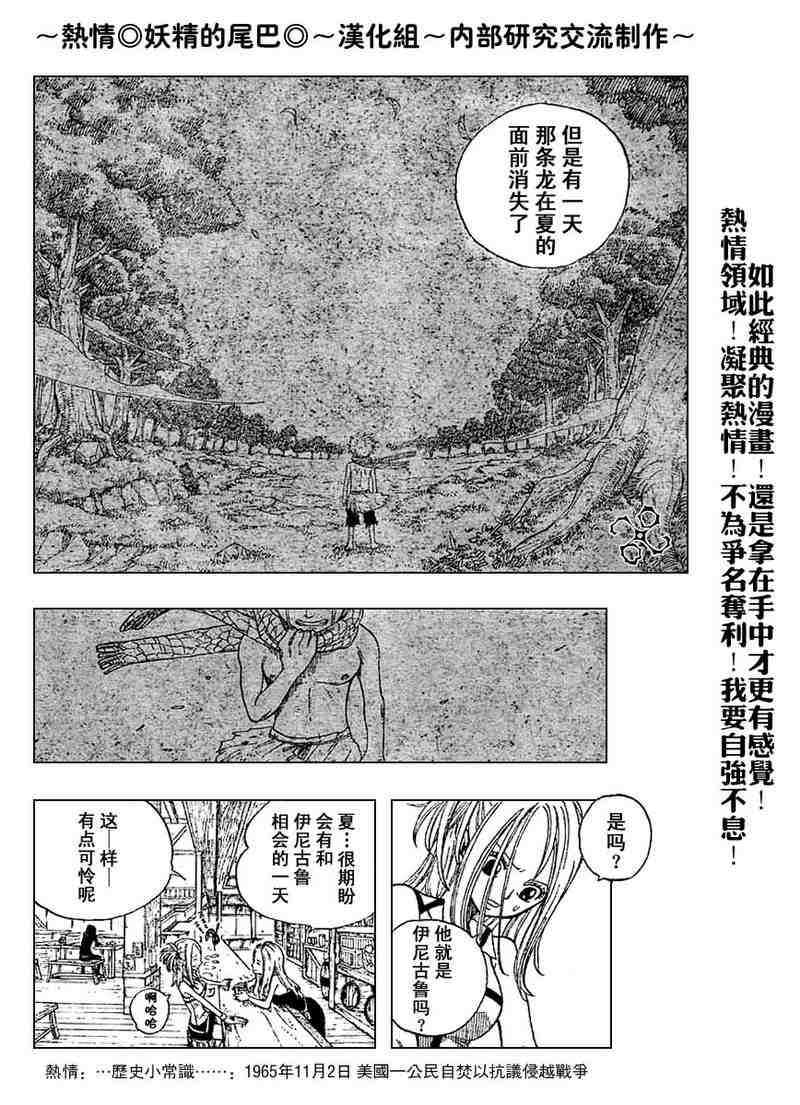 ～熱情◎妖精的尾巴◎～漢化組～内部研究交流制作～
但是有一天
那条龙在夏的
面前消失了
如此經典的漫畫！還是拿在手中才更有感覺！
熱情領域！凝聚熱情！不為爭名奪利！我要自強不息！
是吗？
他就是
伊尼古鲁吗？
夏…很期盼
会有和
伊尼古鲁
相会的一天
这—样—
有点可怜呢
啊哈哈
熱情：…歷史小常識……：1965年11月2日 美國一公民自焚以抗議侵越戰爭